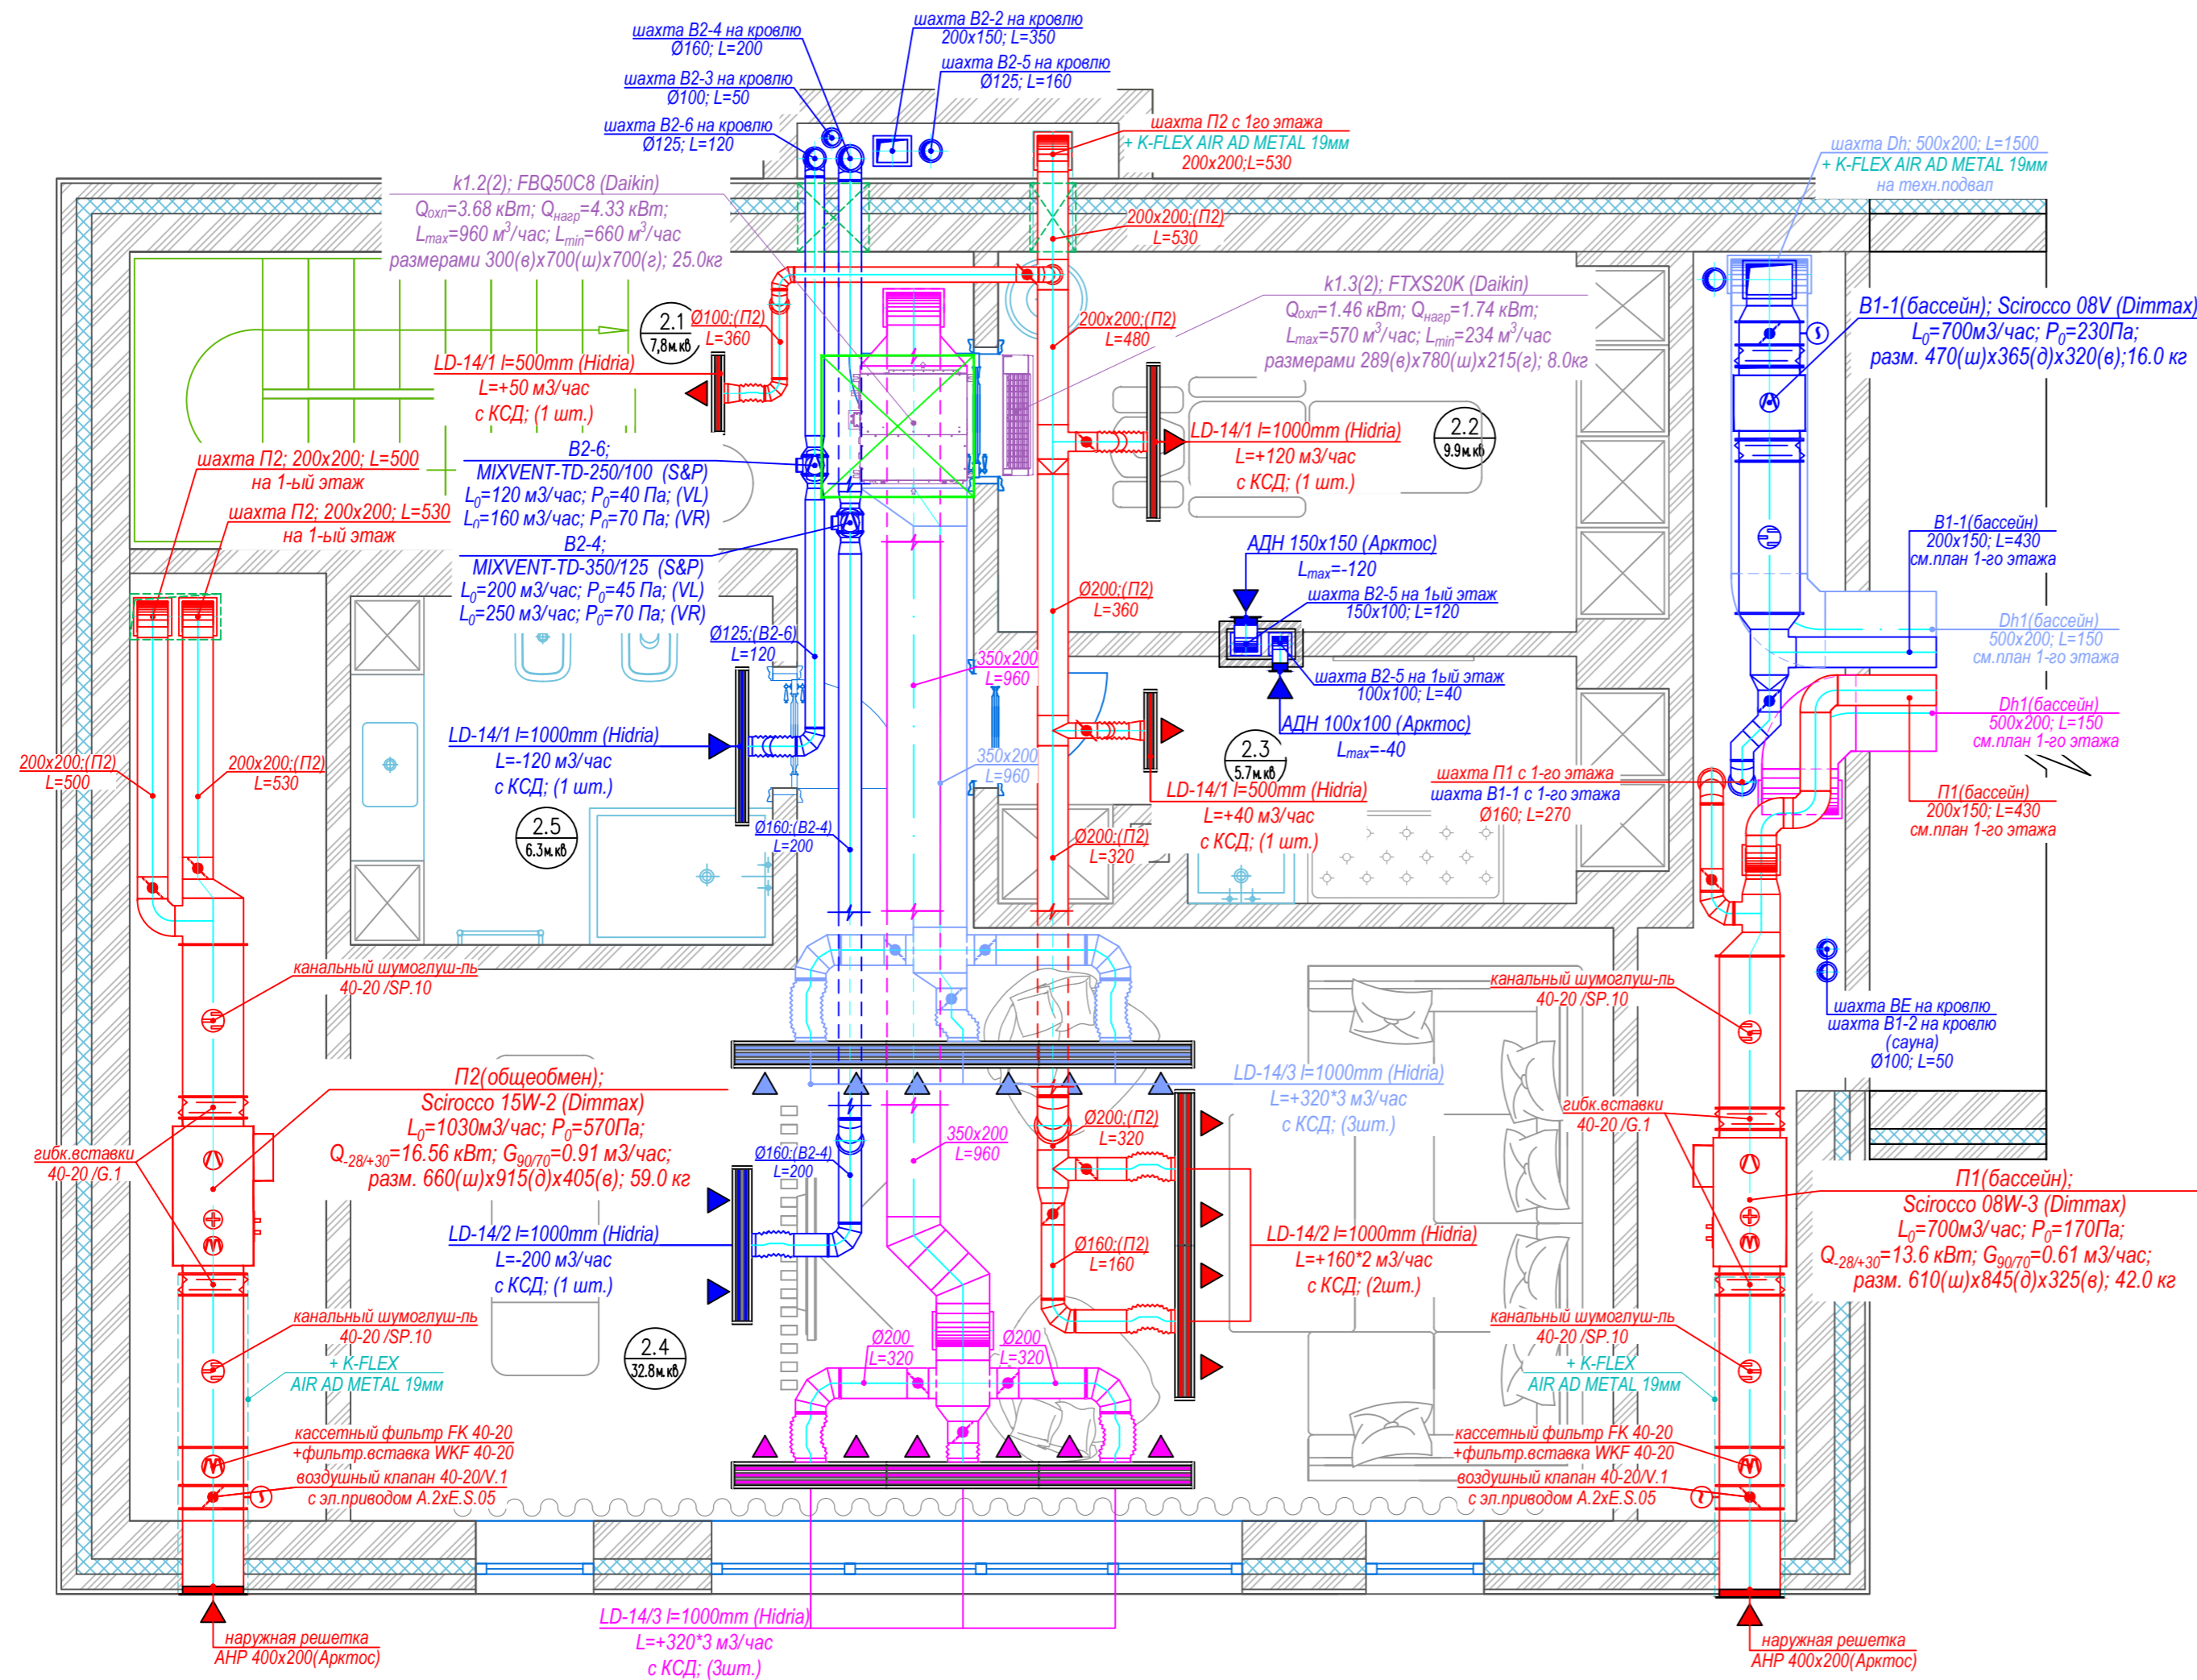 шахта В2-4 на кровлю
Ø160; L=200
шахта В2-2 на кровлю
200x150; L=350
шахта В2-3 на кровлю
Ø100; L=50
шахта В2-5 на кровлю
Ø125; L=160
шахта В2-6 на кровлю
Ø125; L=120
шахта П2 с 1го этажа
+ K-FLEX AIR AD METAL 19мм
200x200;L=530
шахта Dh; 500x200; L=1500
+ K-FLEX AIR AD METAL 19мм
на техн.подвал
к1.2(2); FBQ50C8 (Daikin)
Qохл=3.68 кВт; Qнагр=4.33 кВт;
Lmax=960 м³/час; Lmin=660 м³/час
размерами 300(в)x700(ш)x700(г); 25.0кг
200x200;(П2)
L=530
к1.3(2); FTXS20K (Daikin)
Qохл=1.46 кВт; Qнагр=1.74 кВт;
Lmax=570 м³/час; Lmin=234 м³/час
размерами 289(в)x780(ш)x215(г); 8.0кг
В1-1(бассейн); Scirocco 08V (Dimmax)
L0=700м3/час; P0=230Па;
разм. 470(ш)x365(д)x320(в);16.0 кг
2.1
7,8м.кв
Ø100;(П2)
L=360
200x200;(П2)
L=480
LD-14/1 l=500mm (Hidria)
L=+50 м3/час
с КСД; (1 шт.)
LD-14/1 l=1000mm (Hidria)
L=+120 м3/час
с КСД; (1 шт.)
2.2
9.9м.кв
шахта П2; 200x200; L=500
на 1-ый этаж
шахта П2; 200x200; L=530
на 1-ый этаж
В2-6;
MIXVENT-TD-250/100 (S&P)
L0=120 м3/час; P0=40 Па; (VL)
L0=160 м3/час; P0=70 Па; (VR)
В2-4;
MIXVENT-TD-350/125 (S&P)
L0=200 м3/час; P0=45 Па; (VL)
L0=250 м3/час; P0=70 Па; (VR)
АДН 150x150 (Арктос)
Lmax=-120
шахта В2-5 на 1ый этаж
150x100; L=120
Ø200;(П2)
L=360
В1-1(бассейн)
200x150; L=430
см.план 1-го этажа
Dh1(бассейн)
500x200; L=150
см.план 1-го этажа
Ø125;(В2-6)
L=120
350x200
L=960
шахта В2-5 на 1ый этаж
100x100; L=40
АДН 100x100 (Арктос)
Lmax=-40
Dh1(бассейн)
500x200; L=150
см.план 1-го этажа
LD-14/1 l=1000mm (Hidria)
L=-120 м3/час
с КСД; (1 шт.)
350x200
L=960
2.3
5.7м.кв
200x200;(П2)
L=500
200x200;(П2)
L=530
LD-14/1 l=500mm (Hidria)
L=+40 м3/час
с КСД; (1 шт.)
шахта П1 с 1-го этажа
шахта В1-1 с 1-го этажа
Ø160; L=270
П1(бассейн)
200x150; L=430
см.план 1-го этажа
2.5
6.3м.кв
Ø160;(В2-4)
L=200
Ø200;(П2)
L=320
канальный шумоглуш-ль
40-20 /SP.10
канальный шумоглуш-ль
40-20 /SP.10
шахта ВЕ на кровлю
шахта В1-2 на кровлю
(сауна)
Ø100; L=50
П2(общеобмен);
Scirocco 15W-2 (Dimmax)
L0=1030м3/час; P0=570Па;
Q-28/+30=16.56 кВт; G90/70=0.91 м3/час;
разм. 660(ш)x915(д)x405(в); 59.0 кг
LD-14/3 l=1000mm (Hidria)
L=+320*3 м3/час
с КСД; (3шт.)
гибк.вставки
40-20 /G.1
гибк.вставки
40-20 /G.1
Ø160;(В2-4)
L=200
350x200
L=960
Ø200;(П2)
L=320
П1(бассейн);
Scirocco 08W-3 (Dimmax)
L0=700м3/час; P0=170Па;
Q-28/+30=13.6 кВт; G90/70=0.61 м3/час;
разм. 610(ш)x845(д)x325(в); 42.0 кг
LD-14/2 l=1000mm (Hidria)
L=-200 м3/час
с КСД; (1 шт.)
Ø160;(П2)
L=160
LD-14/2 l=1000mm (Hidria)
L=+160*2 м3/час
с КСД; (2шт.)
канальный шумоглуш-ль
40-20 /SP.10
2.4
32.8м.кв
Ø200
L=320
Ø200
L=320
канальный шумоглуш-ль
40-20 /SP.10
+ K-FLEX
AIR AD METAL 19мм
+ K-FLEX
AIR AD METAL 19мм
кассетный фильтр FK 40-20
+фильтр.вставка WKF 40-20
воздушный клапан 40-20/V.1
с эл.приводом A.2xE.S.05
кассетный фильтр FK 40-20
+фильтр.вставка WKF 40-20
воздушный клапан 40-20/V.1
с эл.приводом A.2xE.S.05
LD-14/3 l=1000mm (Hidria)
L=+320*3 м3/час
с КСД; (3шт.)
наружная решетка
АНР 400x200(Арктос)
наружная решетка
АНР 400x200(Арктос)